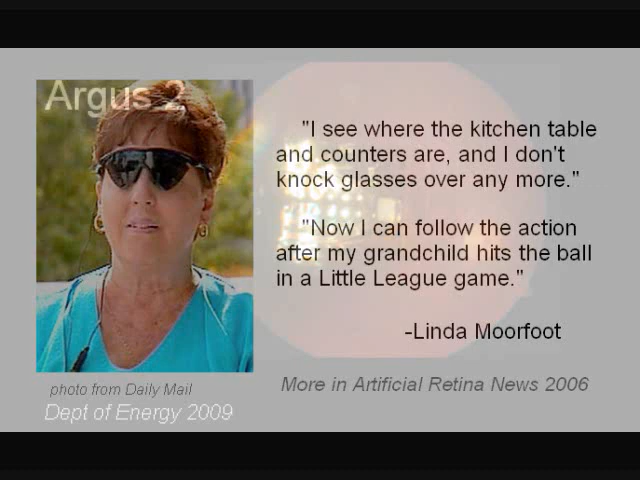 Argus 2
"I see where the kitchen table
and counters are, and I don't
knock glasses over any more."
"Now I can follow the action
after my grandchild hits the ball
in a Little League game."
-Linda Moorfoot
photo from Daily Mail
More in Artificial Retina News 2006
Dept of Energy 2009